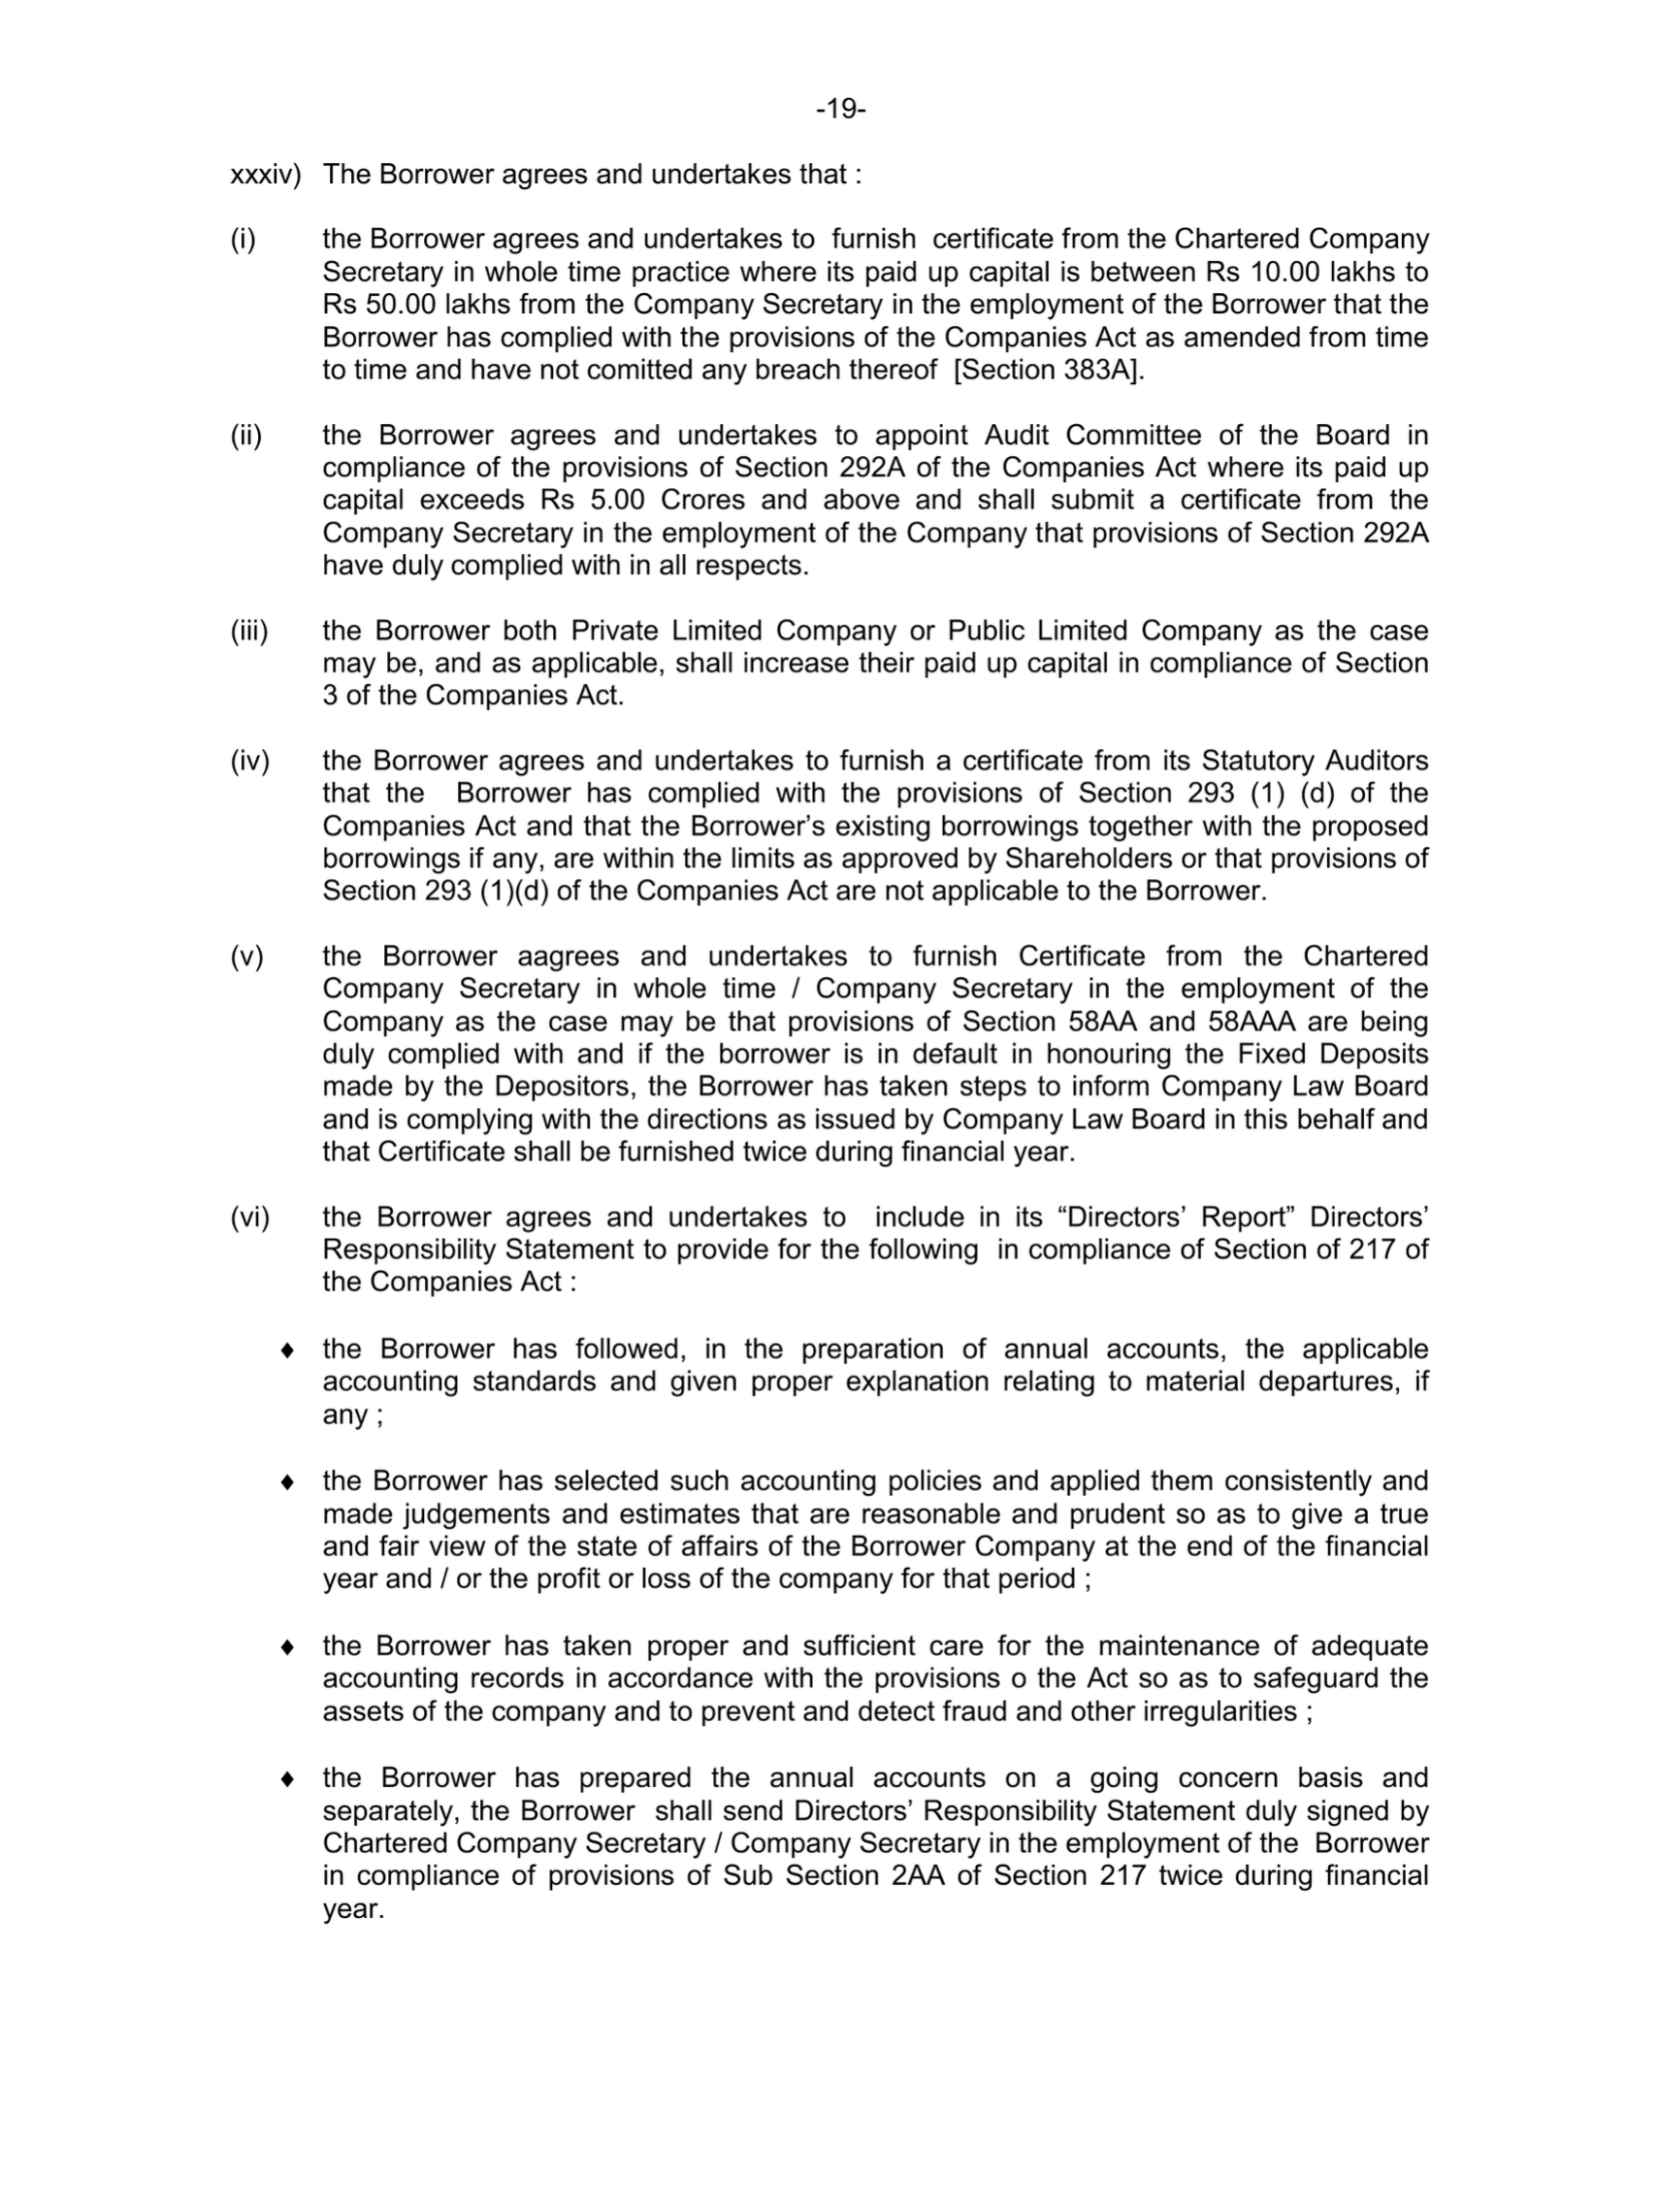 -19-
xxxiv) The Borrower agrees and undertakes that :
(i) the Borrower agrees and undertakes to furnish certificate from the Chartered Company
Secretary in whole time practice where its paid up capital is between Rs 10.00 lakhs to
Rs 50.00 lakhs from the Company Secretary in the employment of the Borrower that the
Borrower has complied with the provisions of the Companies Act as amended from time
to time and have not comitted any breach thereof [Section 383A].
(ii) the Borrower agrees and undertakes to appoint Audit Committee of the Board in
compliance of the provisions of Section 292A of the Companies Act where its paid up
capital exceeds Rs 5.00 Crores and above and shall submit a certificate from the
Company Secretary in the employment of the Company that provisions of Section 292A
have duly complied with in all respects.
(iii) the Borrower both Private Limited Company or Public Limited Company as the case
may be, and as applicable, shall increase their paid up capital in compliance of Section
3 of the Companies Act.
(iv) the Borrower agrees and undertakes to furnish a certificate from its Statutory Auditors
that the Borrower has complied with the provisions of Section 293 (1) (d) of the
Companies Act and that the Borrower’s existing borrowings together with the proposed
borrowings if any, are within the limits as approved by Shareholders or that provisions of
Section 293 (1)(d) of the Companies Act are not applicable to the Borrower.
(v) the Borrower aagrees and undertakes to furnish Certificate from the Chartered
Company Secretary in whole time / Company Secretary in the employment of the
Company as the case may be that provisions of Section 58AA and 58AAA are being
duly complied with and if the borrower is in default in honouring the Fixed Deposits
made by the Depositors, the Borrower has taken steps to inform Company Law Board
and is complying with the directions as issued by Company Law Board in this behalf and
that Certificate shall be furnished twice during financial year.
(vi) the Borrower agrees and undertakes to include in its “Directors’ Report” Directors’
Responsibility Statement to provide for the following in compliance of Section of 217 of
the Companies Act :
♦ the Borrower has followed, in the preparation of annual accounts, the applicable
accounting standards and given proper explanation relating to material departures, if
any ;
♦ the Borrower has selected such accounting policies and applied them consistently and
made judgements and estimates that are reasonable and prudent so as to give a true
and fair view of the state of affairs of the Borrower Company at the end of the financial
year and / or the profit or loss of the company for that period ;
♦ the Borrower has taken proper and sufficient care for the maintenance of adequate
accounting records in accordance with the provisions o the Act so as to safeguard the
assets of the company and to prevent and detect fraud and other irregularities ;
♦ the Borrower has prepared the annual accounts on a going concern basis and
separately, the Borrower shall send Directors’ Responsibility Statement duly signed by
Chartered Company Secretary / Company Secretary in the employment of the Borrower
in compliance of provisions of Sub Section 2AA of Section 217 twice during financial
year.